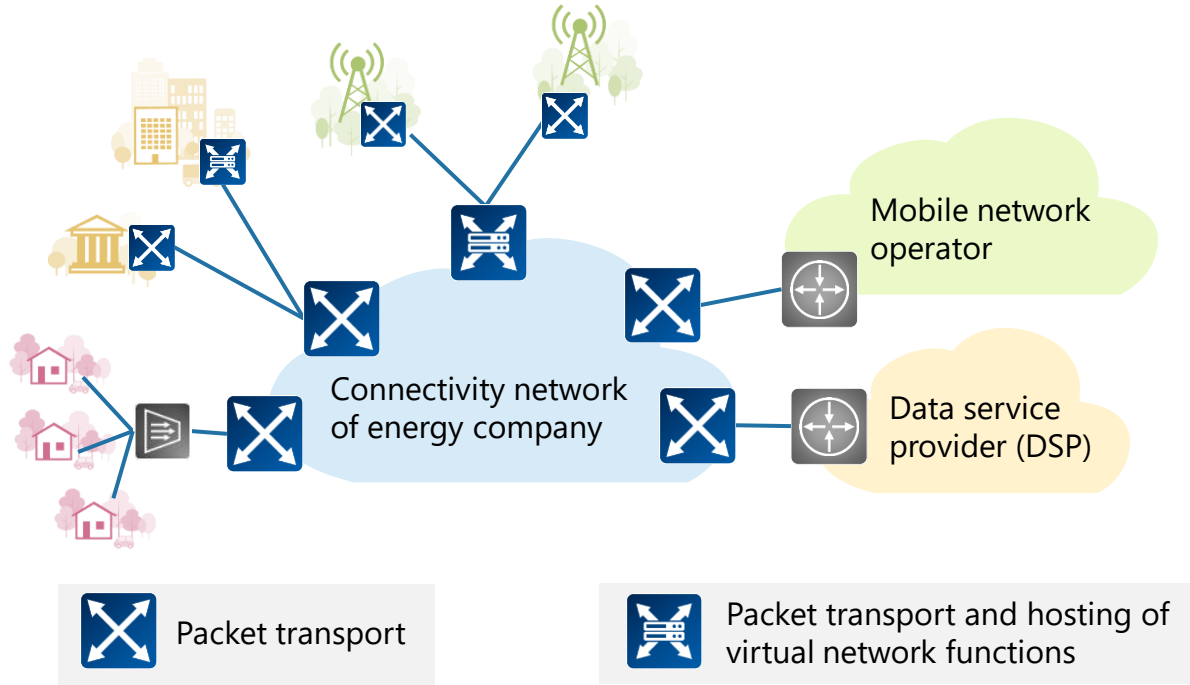 Mobile network
operator
Connectivity network
of energy company
Data service
provider (DSP)
Packet transport
Packet transport and hosting of
virtual network functions